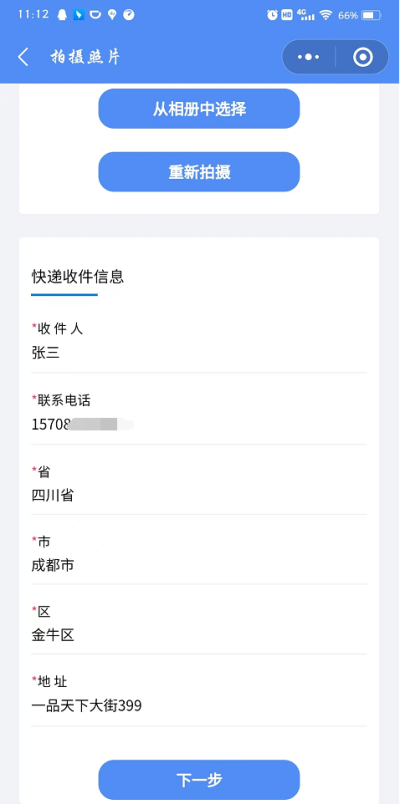 11:12
HD 4G 66%
拍摄照片
从相册中选择
重新拍摄
快递收件信息
*收件人
张三
*联系电话
15708
*省
四川省
*市
成都市
*区
金牛区
*地址
一品天下大街399
下一步